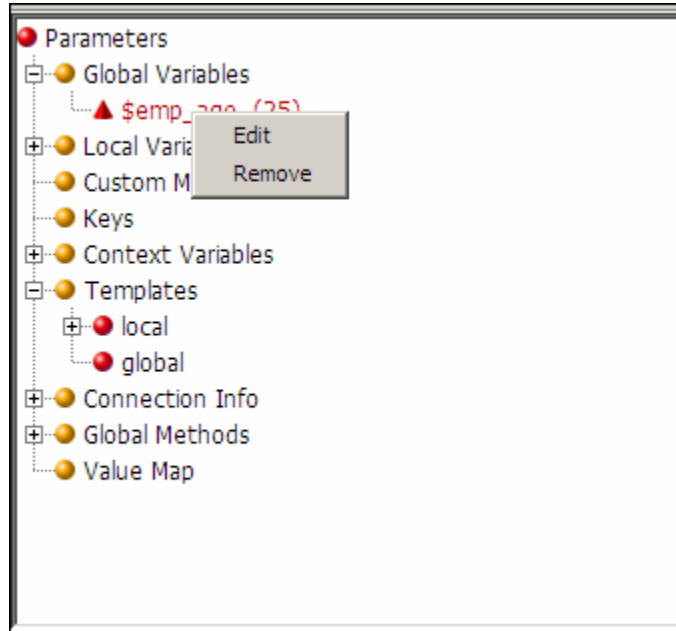 Parameters
Global Variables
$emp_age (25)
Edit
Local Varia
Remove
Custom M
Keys
Context Variables
Templates
local
global
Connection Info
Global Methods
Value Map